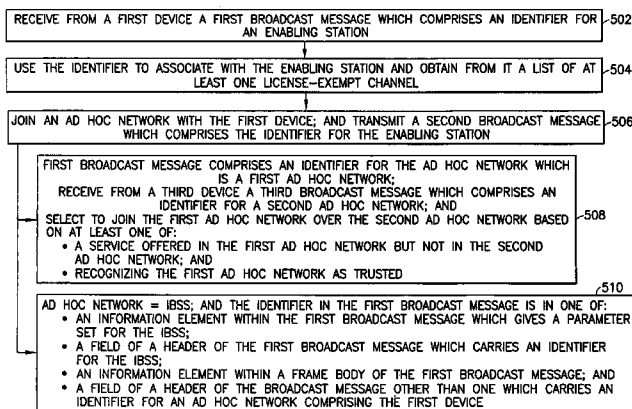 RECEIVE FROM A FIRST DEVICE A FIRST BROADCAST MESSAGE WHICH COMPRISES AN IDENTIFIER FOR
AN ENABLING STATION
502
USE THE IDENTIFIER TO ASSOCIATE WITH THE ENABLING STATION AND OBTAIN FROM IT A LIST OF AT
LEAST ONE LICENSE-EXEMPT CHANNEL
504
JOIN AN AD HOC NETWORK WITH THE FIRST DEVICE; AND TRANSMIT A SECOND BROADCAST MESSAGE
WHICH COMPRISES THE IDENTIFIER FOR THE ENABLING STATION
506
FIRST BROADCAST MESSAGE COMPRISES AN IDENTIFIER FOR THE AD HOC NETWORK WHICH
IS A FIRST AD HOC NETWORK;
RECEIVE FROM A THIRD DEVICE A THIRD BROADCAST MESSAGE WHICH COMPRISES AN
IDENTIFIER FOR A SECOND AD HOC NETWORK; AND
SELECT TO JOIN THE FIRST AD HOC NETWORK OVER THE SECOND AD HOC NETWORK BASED
ON AT LEAST ONE OF:
• A SERVICE OFFERED IN THE FIRST AD HOC NETWORK BUT NOT IN THE SECOND
AD HOC NETWORK; AND
• RECOGNIZING THE FIRST AD HOC NETWORK AS TRUSTED
508
510
AD HOC NETWORK = IBSS; AND THE IDENTIFIER IN THE FIRST BROADCAST MESSAGE IS IN ONE OF:
• AN INFORMATION ELEMENT WITHIN THE FIRST BROADCAST MESSAGE WHICH GIVES A PARAMETER
SET FOR THE IBSS;
• A FIELD OF A HEADER OF THE FIRST BROADCAST MESSAGE WHICH CARRIES AN IDENTIFIER
FOR THE IBSS;
• AN INFORMATION ELEMENT WITHIN A FRAME BODY OF THE FIRST BROADCAST MESSAGE; AND
• A FIELD OF A HEADER OF THE BROADCAST MESSAGE OTHER THAN ONE WHICH CARRIES AN
IDENTIFIER FOR AN AD HOC NETWORK COMPRISING THE FIRST DEVICE